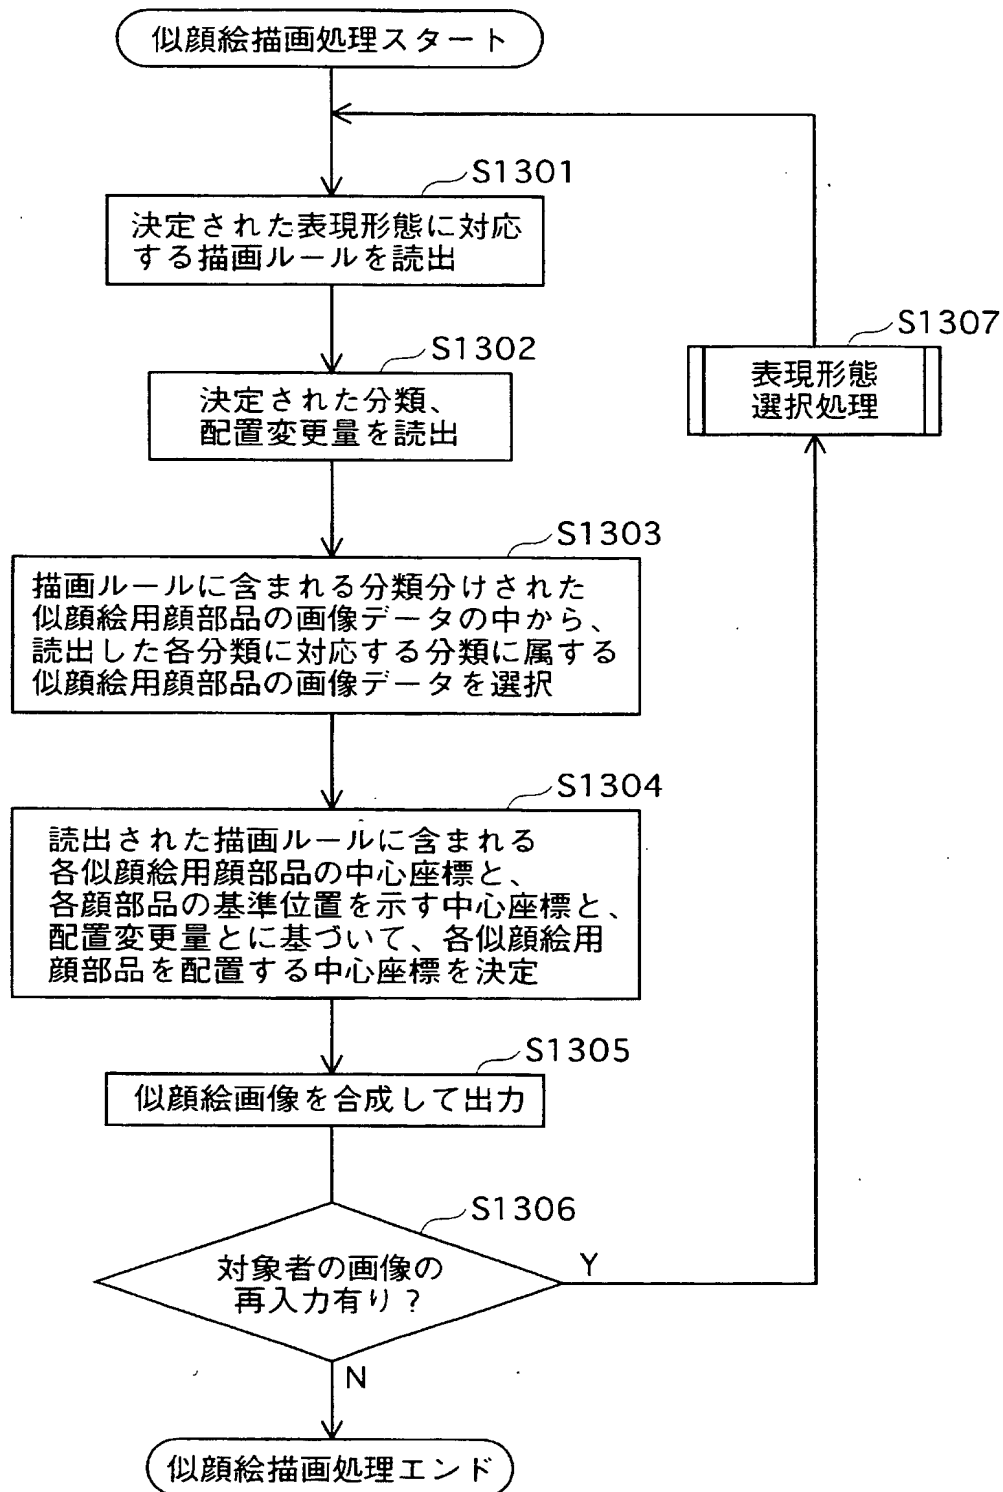 似顔絵描画処理スタート
S1301
決定された表現形態に対応
する描画ルールを読出
S1302
決定された分類、
配置変更量を読出
S1303
描画ルールに含まれる分類分けされた
似顔絵用顔部品の画像データの中から、
読出した各分類に対応する分類に属する
似顔絵用顔部品の画像データを選択
S1304
読出された描画ルールに含まれる
各似顔絵用顔部品の中心座標と、
各顔部品の基準位置を示す中心座標と、
配置変更量とに基づいて、各似顔絵用
顔部品を配置する中心座標を決定
S1305
似顔絵画像を合成して出力
S1306
対象者の画像の
再入力有り？
Y
N
S1307
表現形態
選択処理
似顔絵描画処理エンド